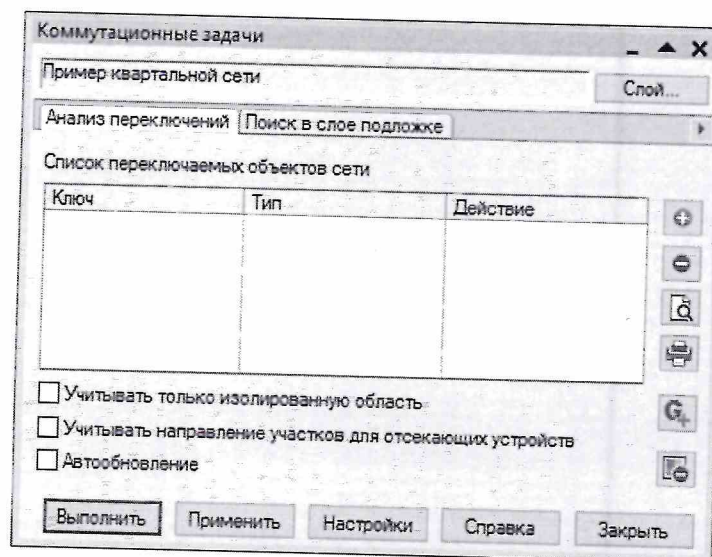 Коммутационные задачи
Пример квартальной сети
Слой...
Анализ переключений Поиск в слое подложке
Список переключаемых объектов сети
Ключ Тип Действие
Учитывать только изолированную область
Учитывать направление участков для отсекающих устройств
Автообновление
Выполнить Применить Настройки Справка Закрыть